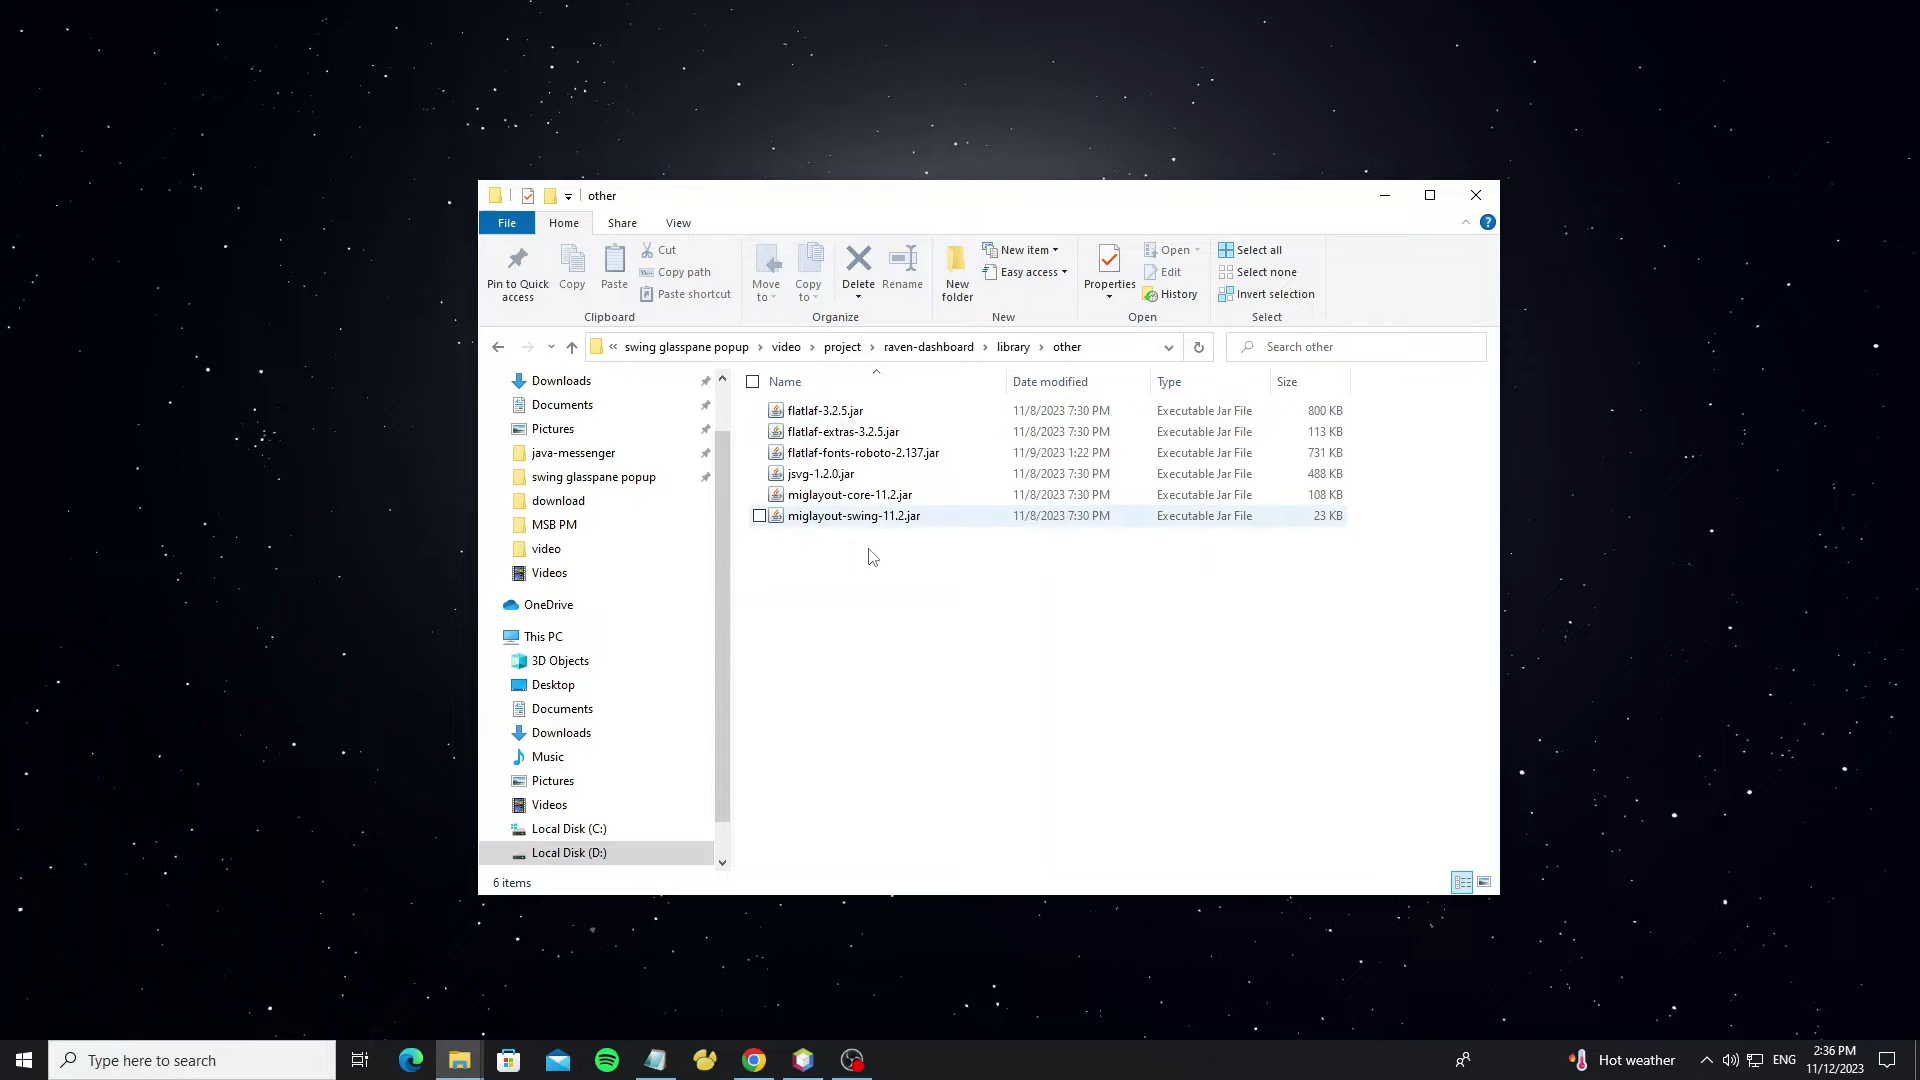 other
File Home Share View
Pin to Quick access
Copy
Paste
Cut
Copy path
Paste shortcut
Clipboard
Move to
Copy to
Delete
Rename
Organize
New folder
New item
Easy access
New
Properties
Open
Edit
History
Open
Select all
Select none
Invert selection
Select
« swing glasspane popup › video › project › raven-dashboard › library › other
Search other
Downloads
Documents
Pictures
java-messenger
swing glasspane popup
download
MSB PM
video
Videos
OneDrive
This PC
3D Objects
Desktop
Documents
Downloads
Music
Pictures
Videos
Local Disk (C:)
Local Disk (D:)
Name Date modified Type Size
flatlaf-3.2.5.jar 11/8/2023 7:30 PM Executable Jar File 800 KB
flatlaf-extras-3.2.5.jar 11/8/2023 7:30 PM Executable Jar File 113 KB
flatlaf-fonts-roboto-2.137.jar 11/9/2023 1:22 PM Executable Jar File 731 KB
jsvg-1.2.0.jar 11/8/2023 7:30 PM Executable Jar File 488 KB
miglayout-core-11.2.jar 11/8/2023 7:30 PM Executable Jar File 108 KB
miglayout-swing-11.2.jar 11/8/2023 7:30 PM Executable Jar File 23 KB
6 items
Type here to search
Hot weather
ENG
2:36 PM
11/12/2023